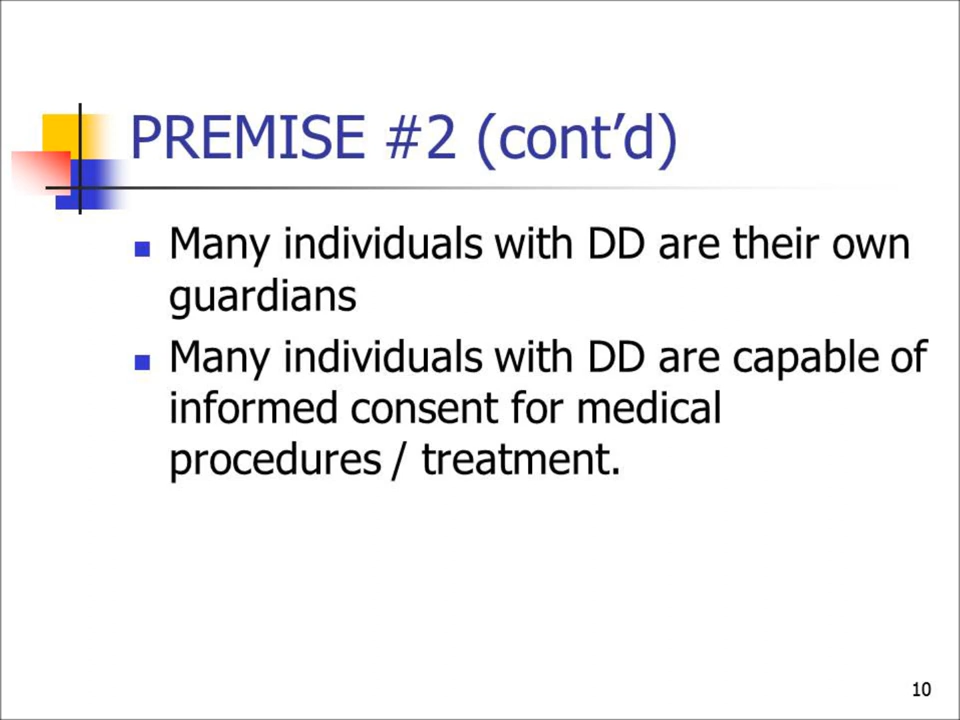 PREMISE #2 (cont’d)
Many individuals with DD are their own
guardians
Many individuals with DD are capable of
informed consent for medical
procedures / treatment.
10